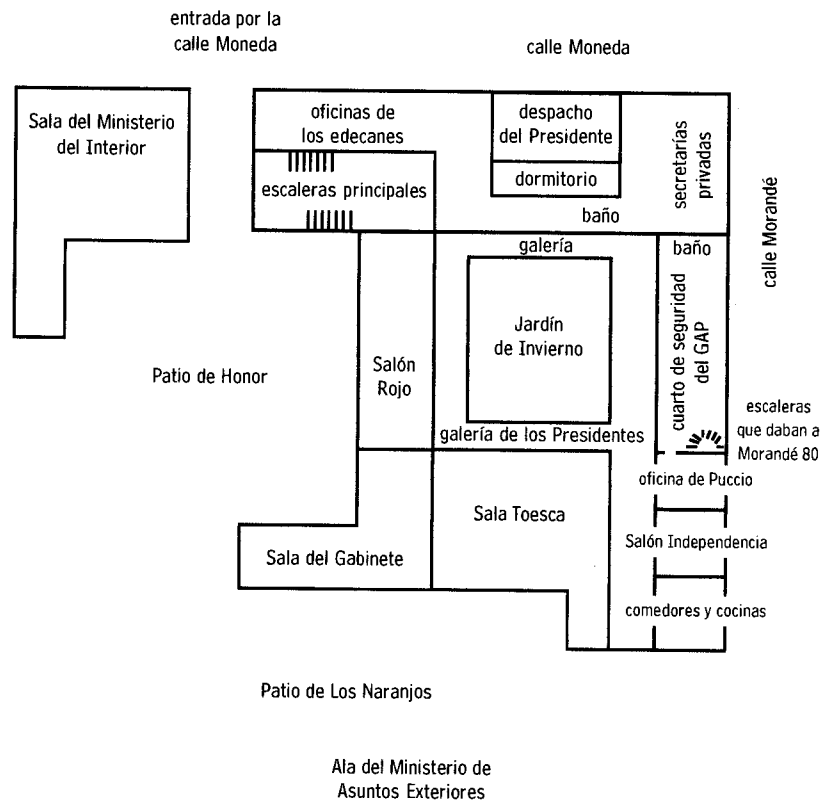 entrada por la
calle Moneda
calle Moneda
Sala del Ministerio
del Interior
oficinas de
los edecanes
despacho
del Presidente
dormitorio
secretarías
privadas
escaleras principales
baño
calle Morandé
galería
baño
Jardín
de Invierno
cuarto de seguridad
del GAP
Patio de Honor
Salón
Rojo
escaleras
que daban a
Morandé 80
galería de los Presidentes
oficina de Puccio
Sala Toesca
Salón Independencia
Sala del Gabinete
comedores y cocinas
Patio de Los Naranjos
Ala del Ministerio de
Asuntos Exteriores